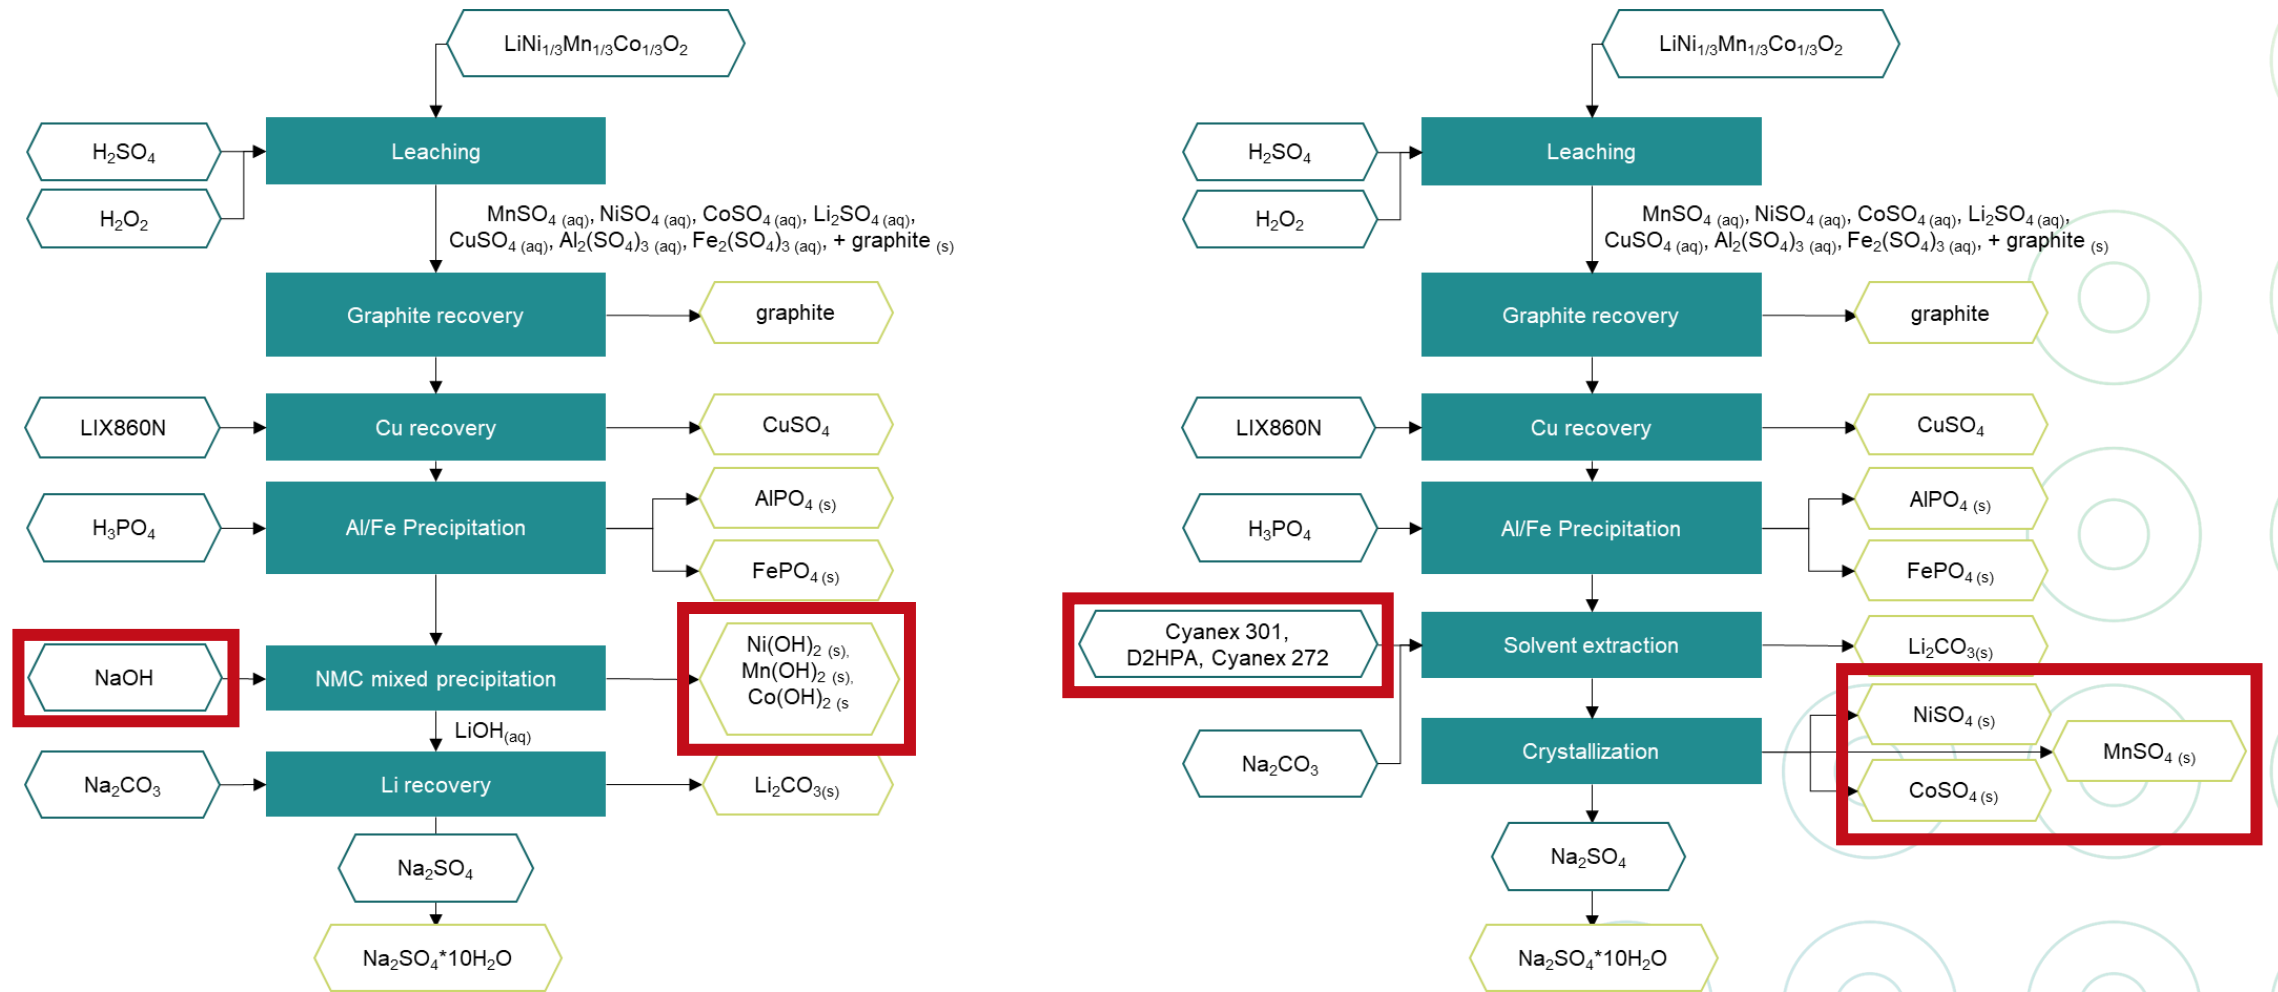 LiNi₁/₃Mn₁/₃Co₁/₃O₂
H₂SO₄
Leaching
H₂O₂
MnSO₄ (aq), NiSO₄ (aq), CoSO₄ (aq), Li₂SO₄ (aq),
CuSO₄ (aq), Al₂(SO₄)₃ (aq), Fe₂(SO₄)₃ (aq), + graphite (s)
Graphite recovery
graphite
LIX860N
Cu recovery
CuSO₄
AlPO₄ (s)
H₃PO₄
Al/Fe Precipitation
FePO₄ (s)
NaOH
NMC mixed precipitation
Ni(OH)₂ (s),
Mn(OH)₂ (s),
Co(OH)₂ (s
LiOH(aq)
Na₂CO₃
Li recovery
Li₂CO₃(s)
Na₂SO₄
Na₂SO₄*10H₂O
LiNi₁/₃Mn₁/₃Co₁/₃O₂
H₂SO₄
Leaching
H₂O₂
MnSO₄ (aq), NiSO₄ (aq), CoSO₄ (aq), Li₂SO₄ (aq),
CuSO₄ (aq), Al₂(SO₄)₃ (aq), Fe₂(SO₄)₃ (aq), + graphite (s)
Graphite recovery
graphite
LIX860N
Cu recovery
CuSO₄
AlPO₄ (s)
H₃PO₄
Al/Fe Precipitation
FePO₄ (s)
Cyanex 301,
D2HPA, Cyanex 272
Solvent extraction
Li₂CO₃(s)
NiSO₄ (s)
Na₂CO₃
Crystallization
MnSO₄ (s)
CoSO₄ (s)
Na₂SO₄
Na₂SO₄*10H₂O